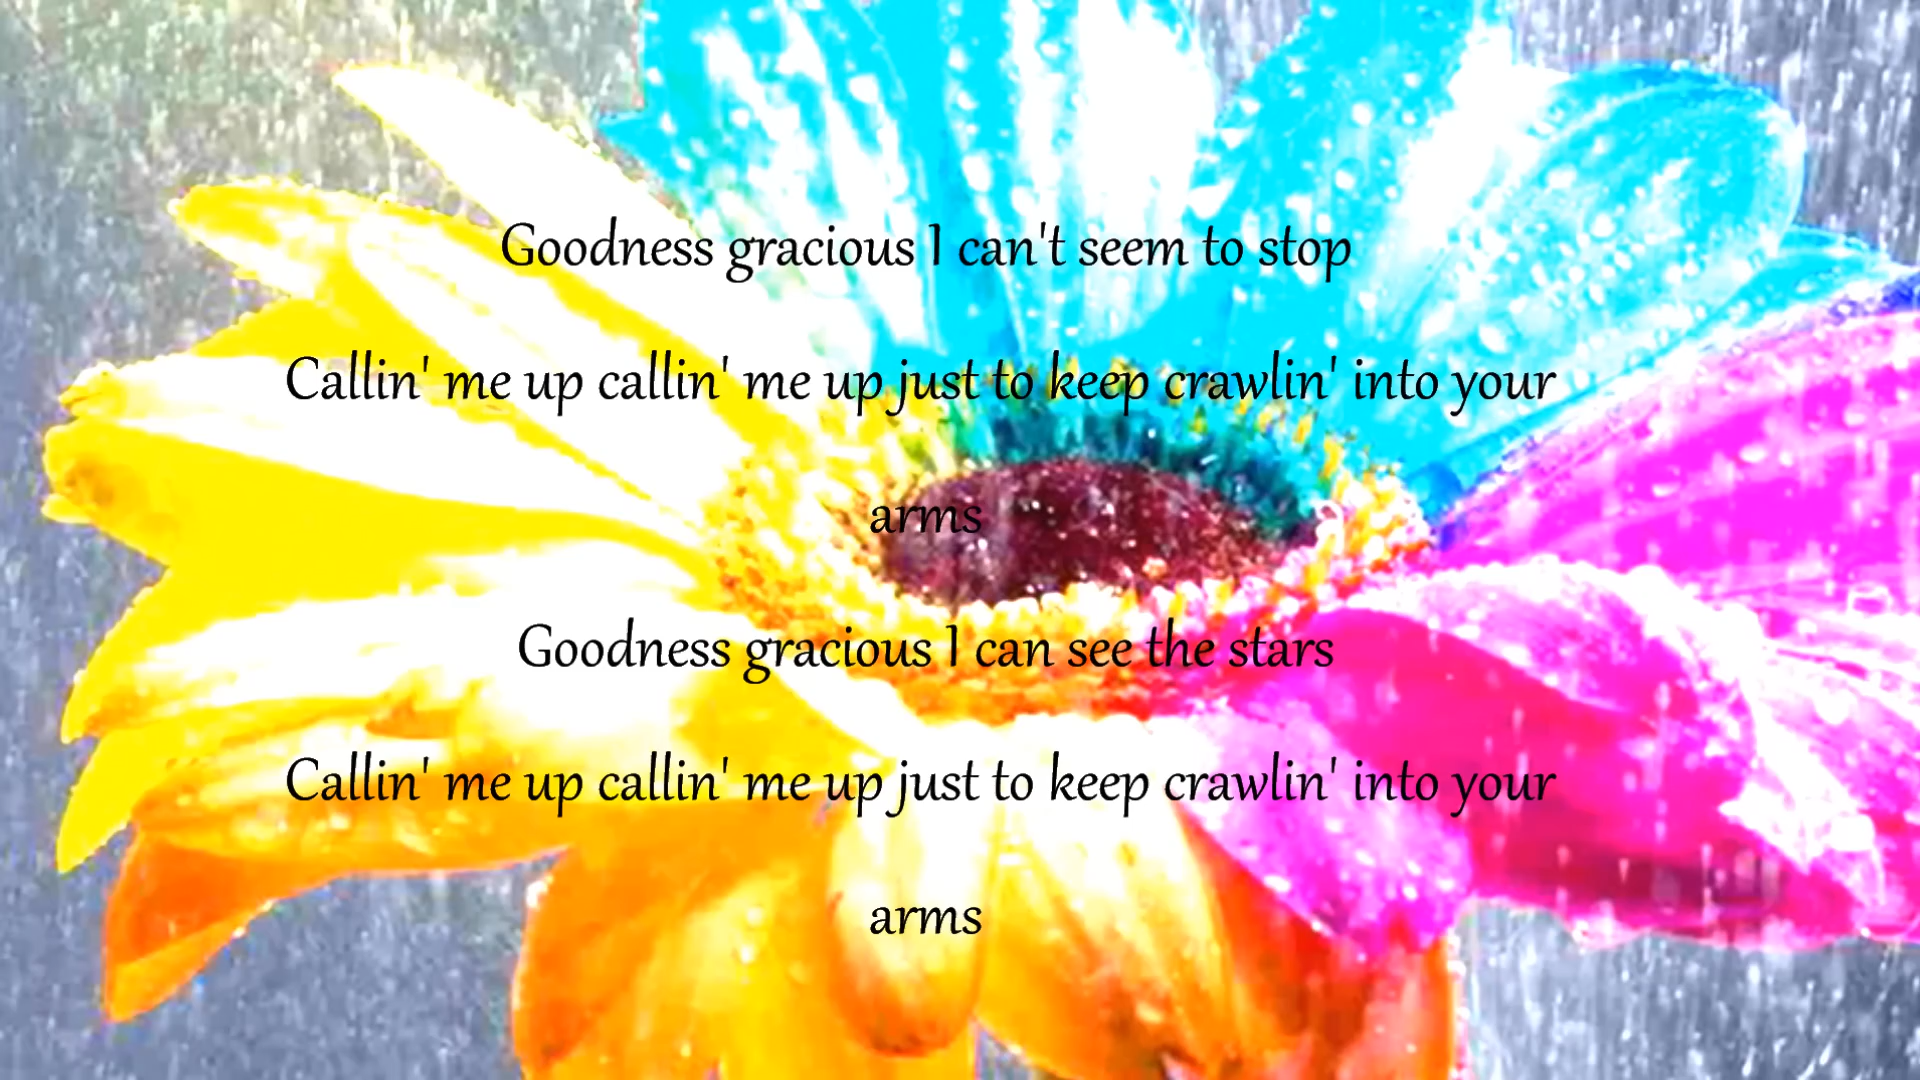 Goodness gracious I can't seem to stop
Callin' me up callin' me up just to keep crawlin' into your
arms
Goodness gracious I can see the stars
Callin' me up callin' me up just to keep crawlin' into your
arms